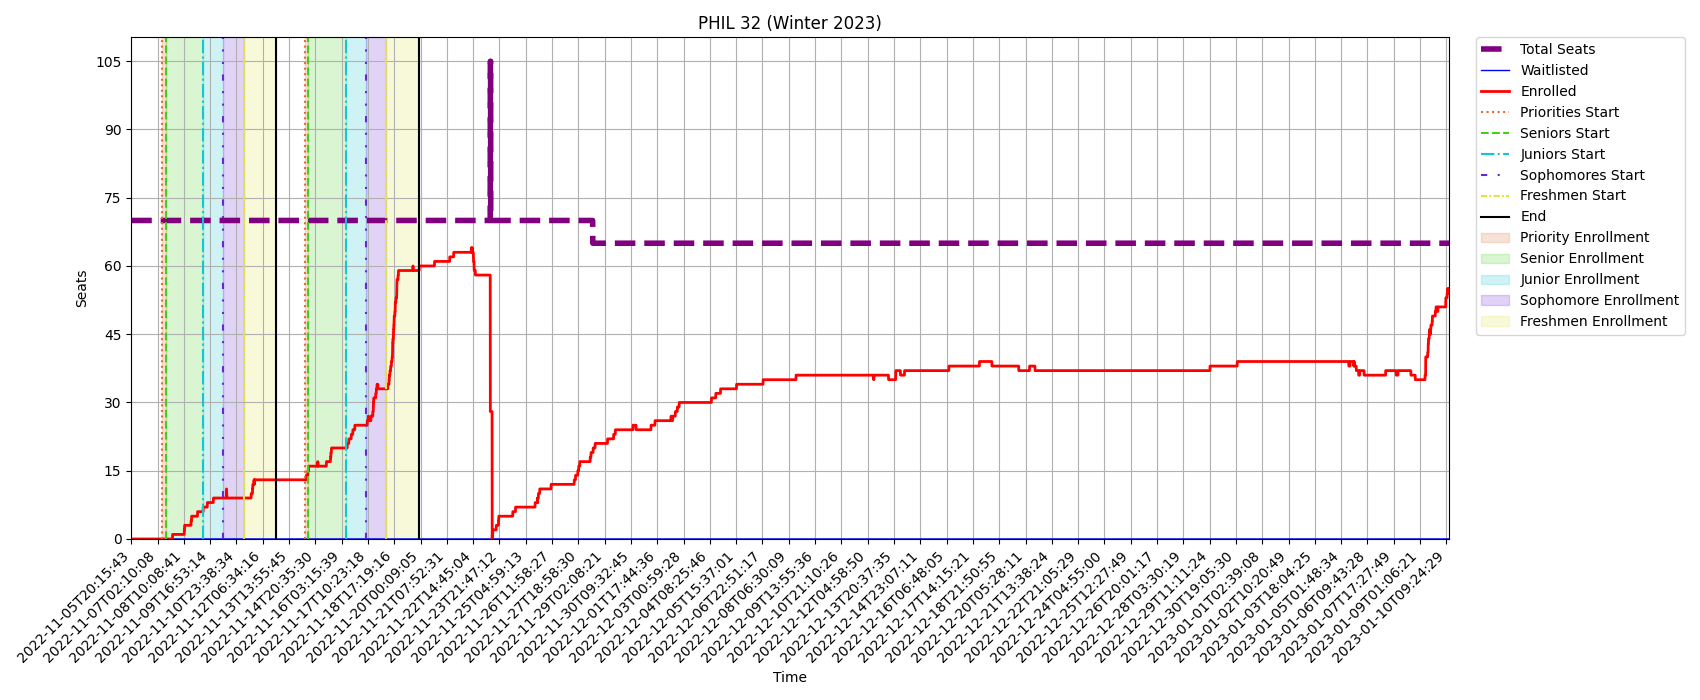 PHIL 32 (Winter 2023)
105
90
75
60
45
30
15
0
Seats
2022-11-05T20:15:43
2022-11-07T02:10:08
2022-11-08T10:08:41
2022-11-09T16:53:14
2022-11-10T23:38:34
2022-11-12T06:34:16
2022-11-13T13:55:45
2022-11-14T20:35:30
2022-11-16T03:15:39
2022-11-17T10:23:18
2022-11-18T17:19:16
2022-11-20T00:09:05
2022-11-21T07:52:31
2022-11-22T14:45:04
2022-11-23T21:47:12
2022-11-25T04:59:13
2022-11-26T11:58:27
2022-11-27T18:58:30
2022-11-29T02:08:21
2022-11-30T09:32:45
2022-12-01T17:44:36
2022-12-03T00:59:28
2022-12-04T08:25:46
2022-12-05T15:37:01
2022-12-06T22:51:17
2022-12-08T06:30:09
2022-12-09T13:55:36
2022-12-10T21:10:26
2022-12-12T04:58:50
2022-12-13T12:37:35
2022-12-14T23:07:11
2022-12-16T06:48:05
2022-12-17T14:15:21
2022-12-18T21:50:55
2022-12-20T05:28:11
2022-12-21T13:38:24
2022-12-22T21:05:29
2022-12-24T04:55:00
2022-12-25T12:27:49
2022-12-26T20:01:17
2022-12-28T03:30:19
2022-12-29T11:11:24
2022-12-30T19:05:30
2023-01-01T02:39:08
2023-01-02T10:20:49
2023-01-03T18:04:25
2023-01-05T01:48:34
2023-01-06T09:43:28
2023-01-07T17:27:49
2023-01-09T01:06:21
2023-01-10T09:24:29
Time
Total Seats
Waitlisted
Enrolled
Priorities Start
Seniors Start
Juniors Start
Sophomores Start
Freshmen Start
End
Priority Enrollment
Senior Enrollment
Junior Enrollment
Sophomore Enrollment
Freshmen Enrollment